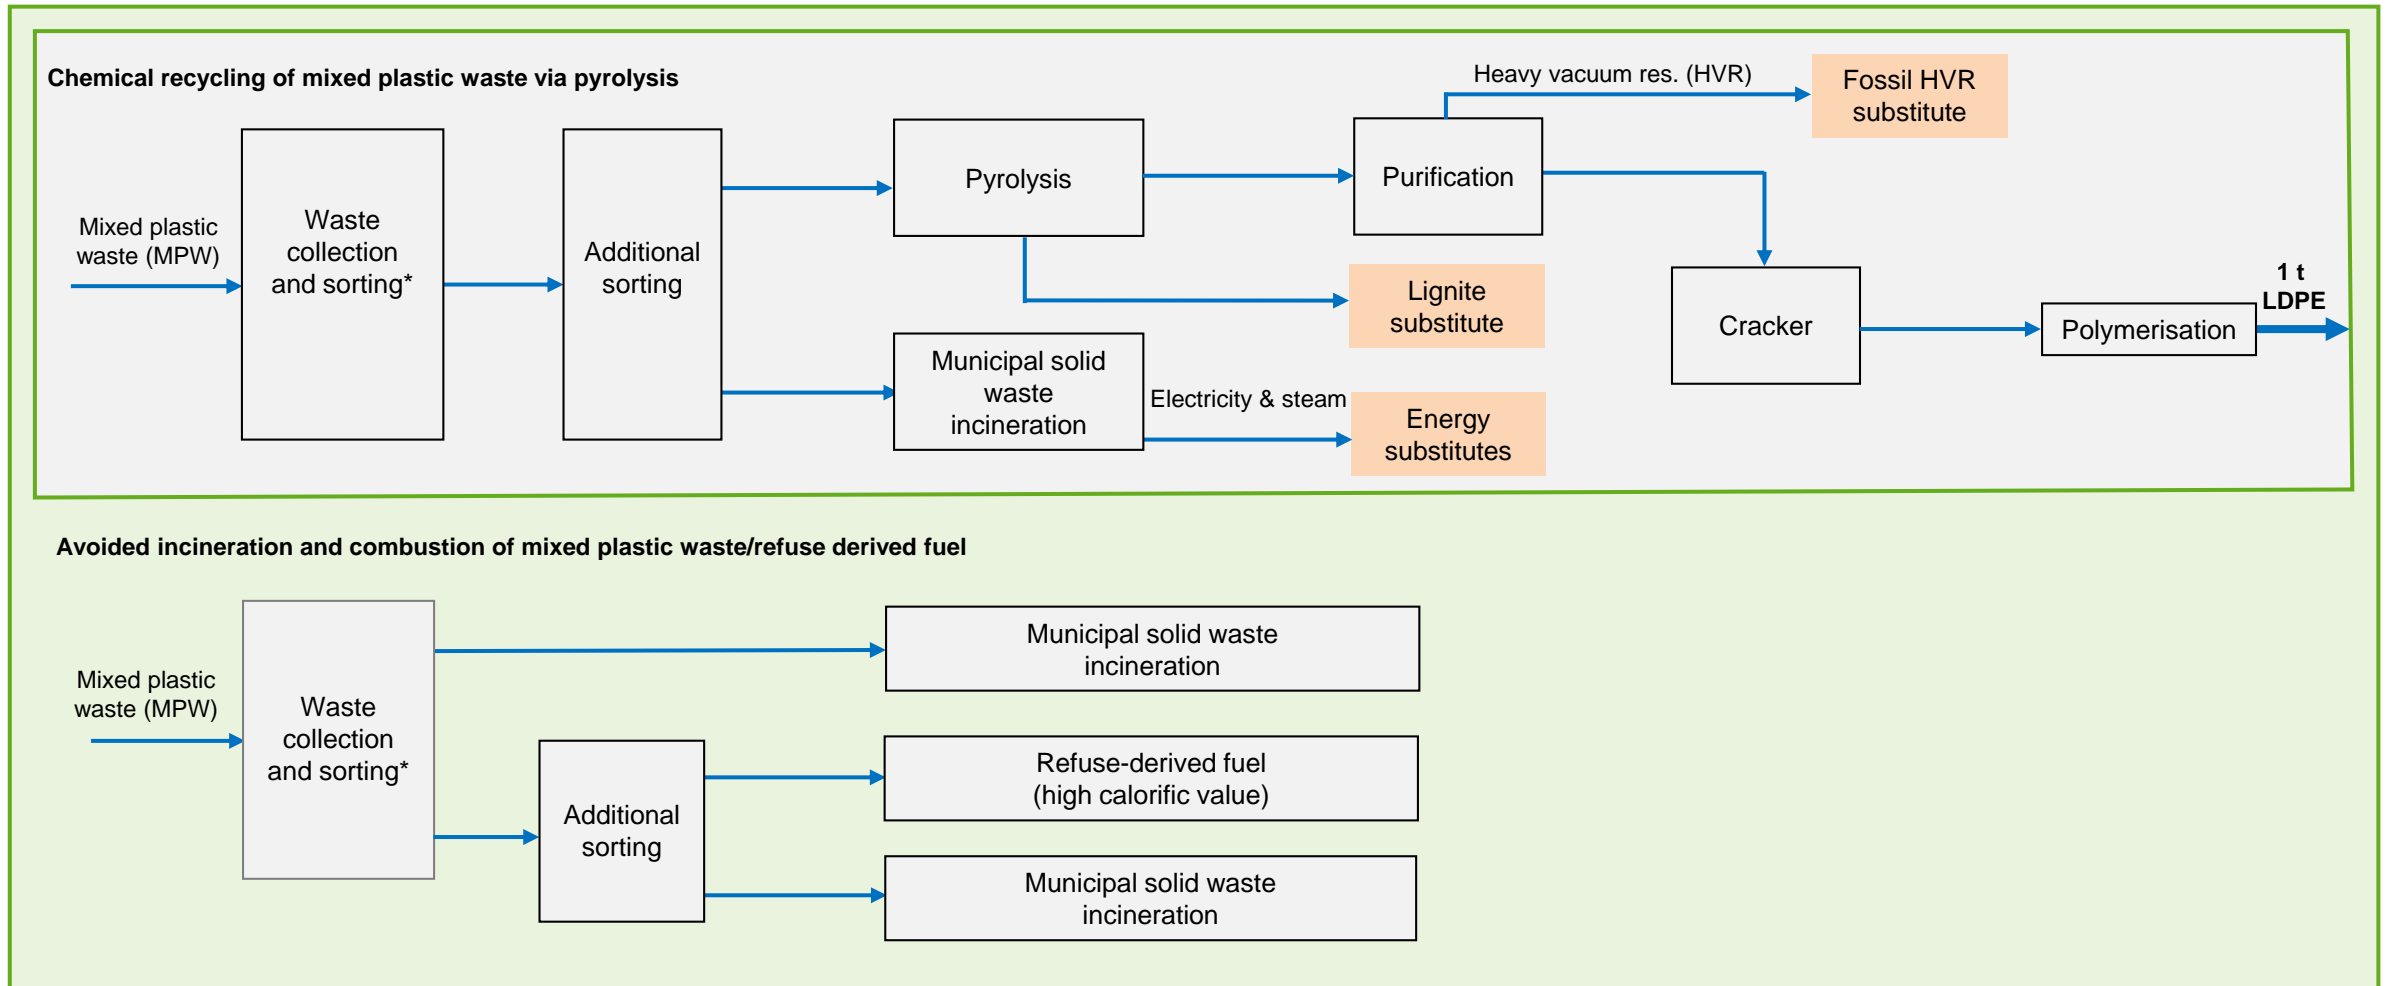 Chemical recycling of mixed plastic waste via pyrolysis
Heavy vacuum res. (HVR)
Fossil HVR
substitute
Mixed plastic
waste (MPW)
Waste
collection
and sorting*
Additional
sorting
Pyrolysis
Purification
Lignite
substitute
Municipal solid
waste
incineration
Electricity & steam
Energy
substitutes
Cracker
Polymerisation
1 t
LDPE
Avoided incineration and combustion of mixed plastic waste/refuse derived fuel
Mixed plastic
waste (MPW)
Waste
collection
and sorting*
Municipal solid waste
incineration
Additional
sorting
Refuse-derived fuel
(high calorific value)
Municipal solid waste
incineration